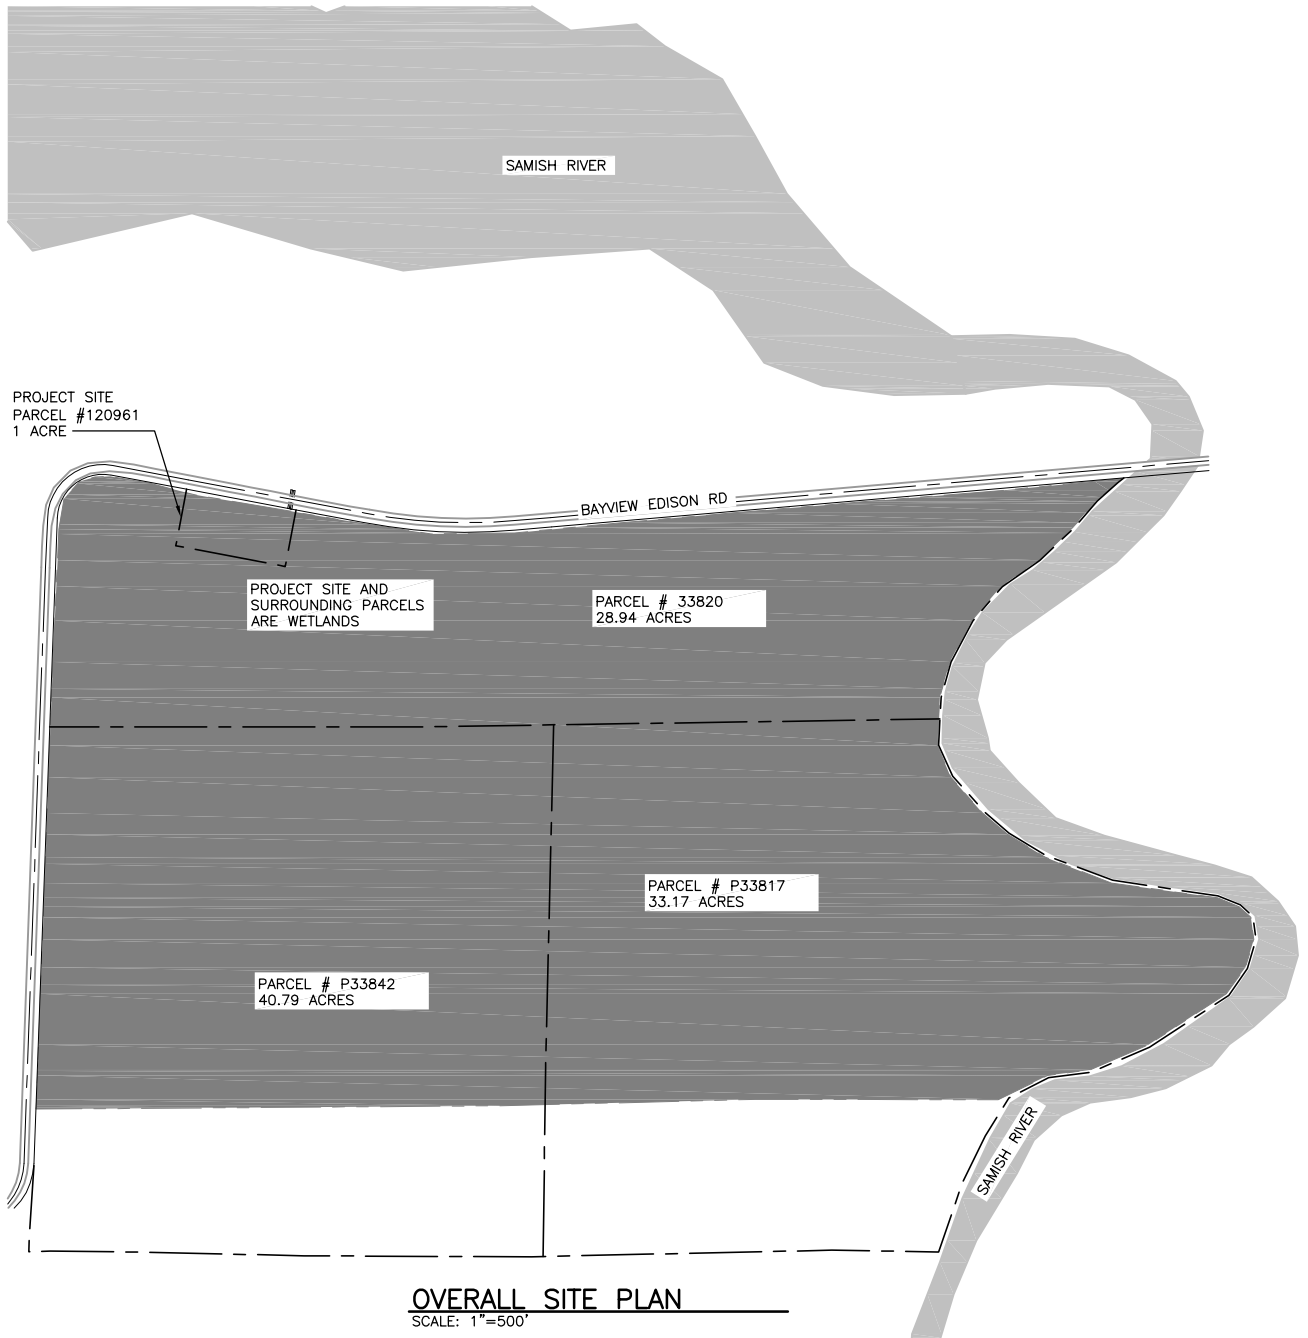 SAMISH RIVER
PROJECT SITE
PARCEL #120961
1 ACRE
BAYVIEW EDISON RD
PROJECT SITE AND
SURROUNDING PARCELS
ARE WETLANDS
PARCEL # 33820
28.94 ACRES
PARCEL # P33817
33.17 ACRES
PARCEL # P33842
40.79 ACRES
SAMISH RIVER
OVERALL SITE PLAN
SCALE: 1"=500'